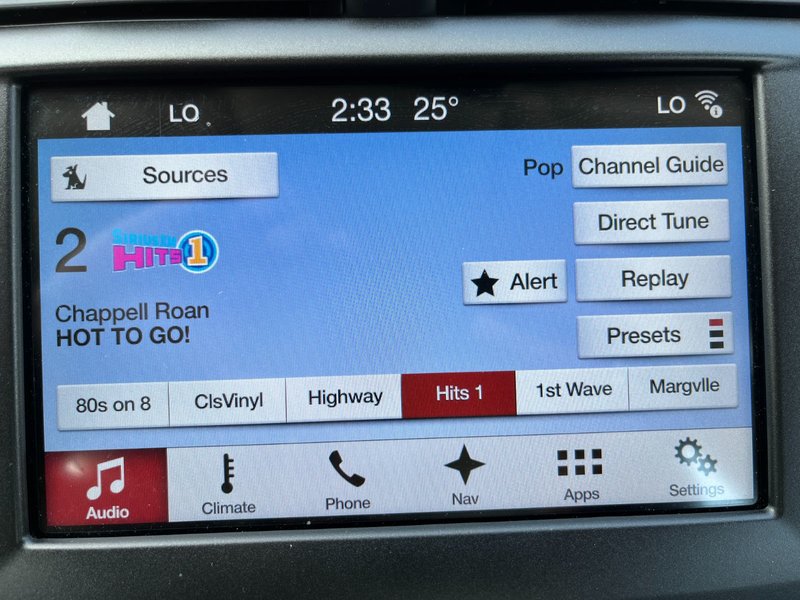 LO 2:33 25° LO
Sources
Pop Channel Guide
Direct Tune
2 SIRIUSXM HITS 1
Alert Replay
Chappell Roan
HOT TO GO!
Presets
80s on 8 ClsVinyl Highway Hits 1 1st Wave Margvlle
Audio Climate Phone Nav Apps Settings